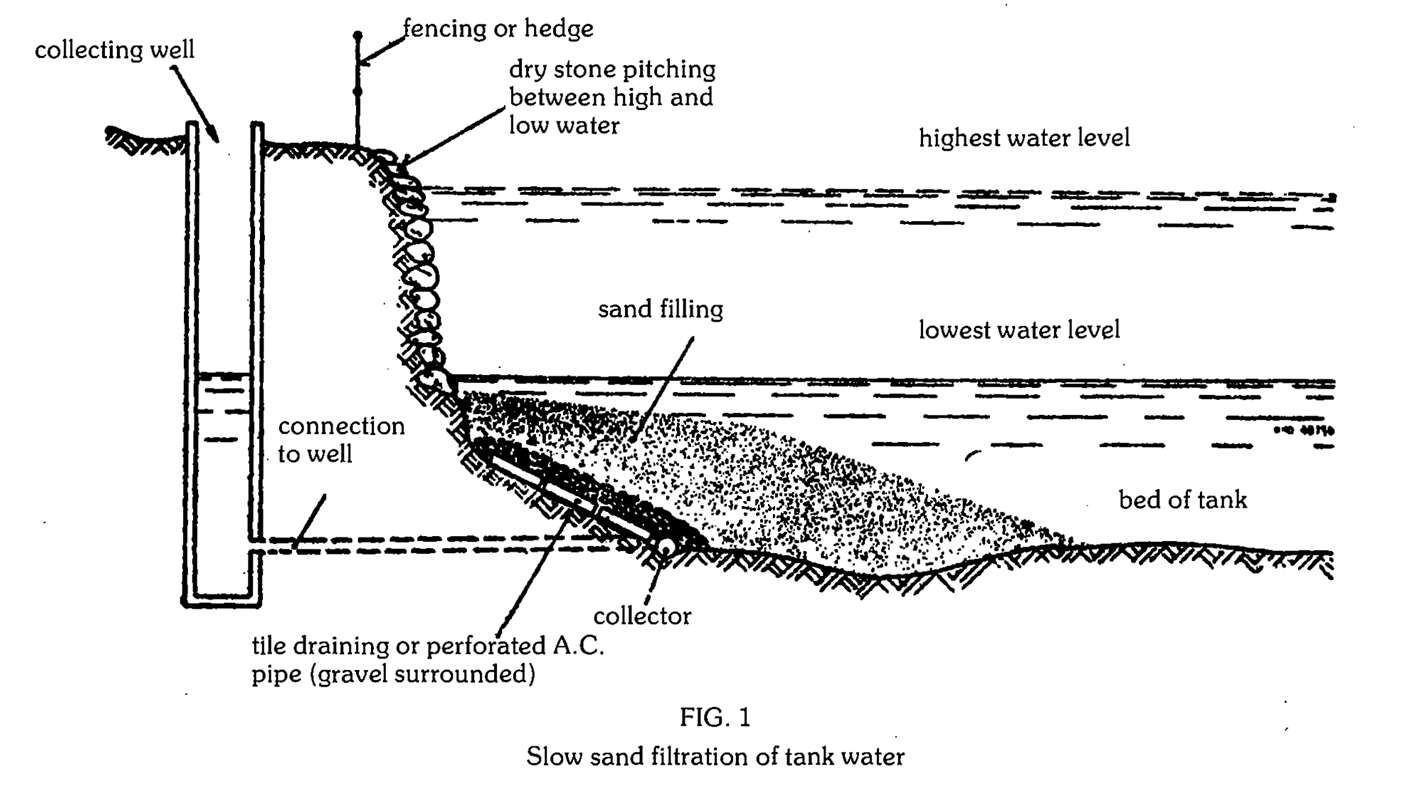 fencing or hedge
collecting well
dry stone pitching
between high and
low water
highest water level
sand filling
lowest water level
connection
to well
bed of tank
collector
tile draining or perforated A.C.
pipe (gravel surrounded)
FIG. 1
Slow sand filtration of tank water